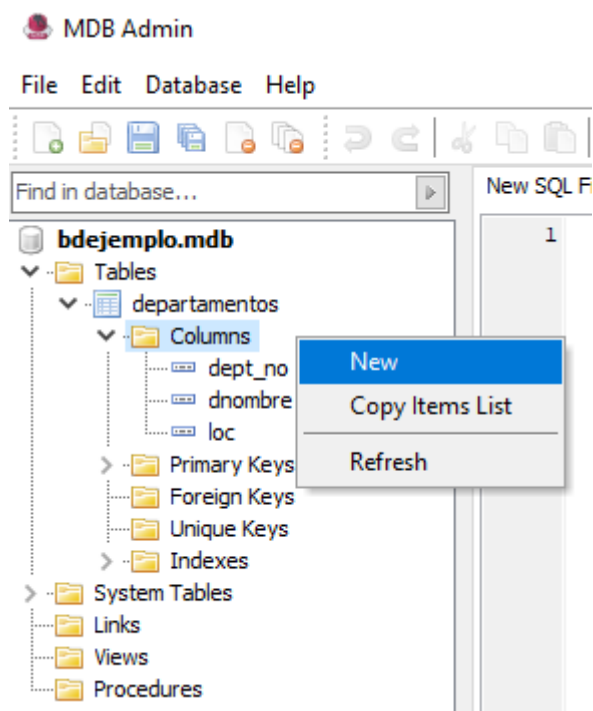 MDB Admin
File Edit Database Help
Find in database...
New SQL Fi
1
bdejemplo.mdb
Tables
departamentos
Columns
dept_no
dnombre
loc
New
Copy Items List
Refresh
Primary Keys
Foreign Keys
Unique Keys
Indexes
System Tables
Links
Views
Procedures